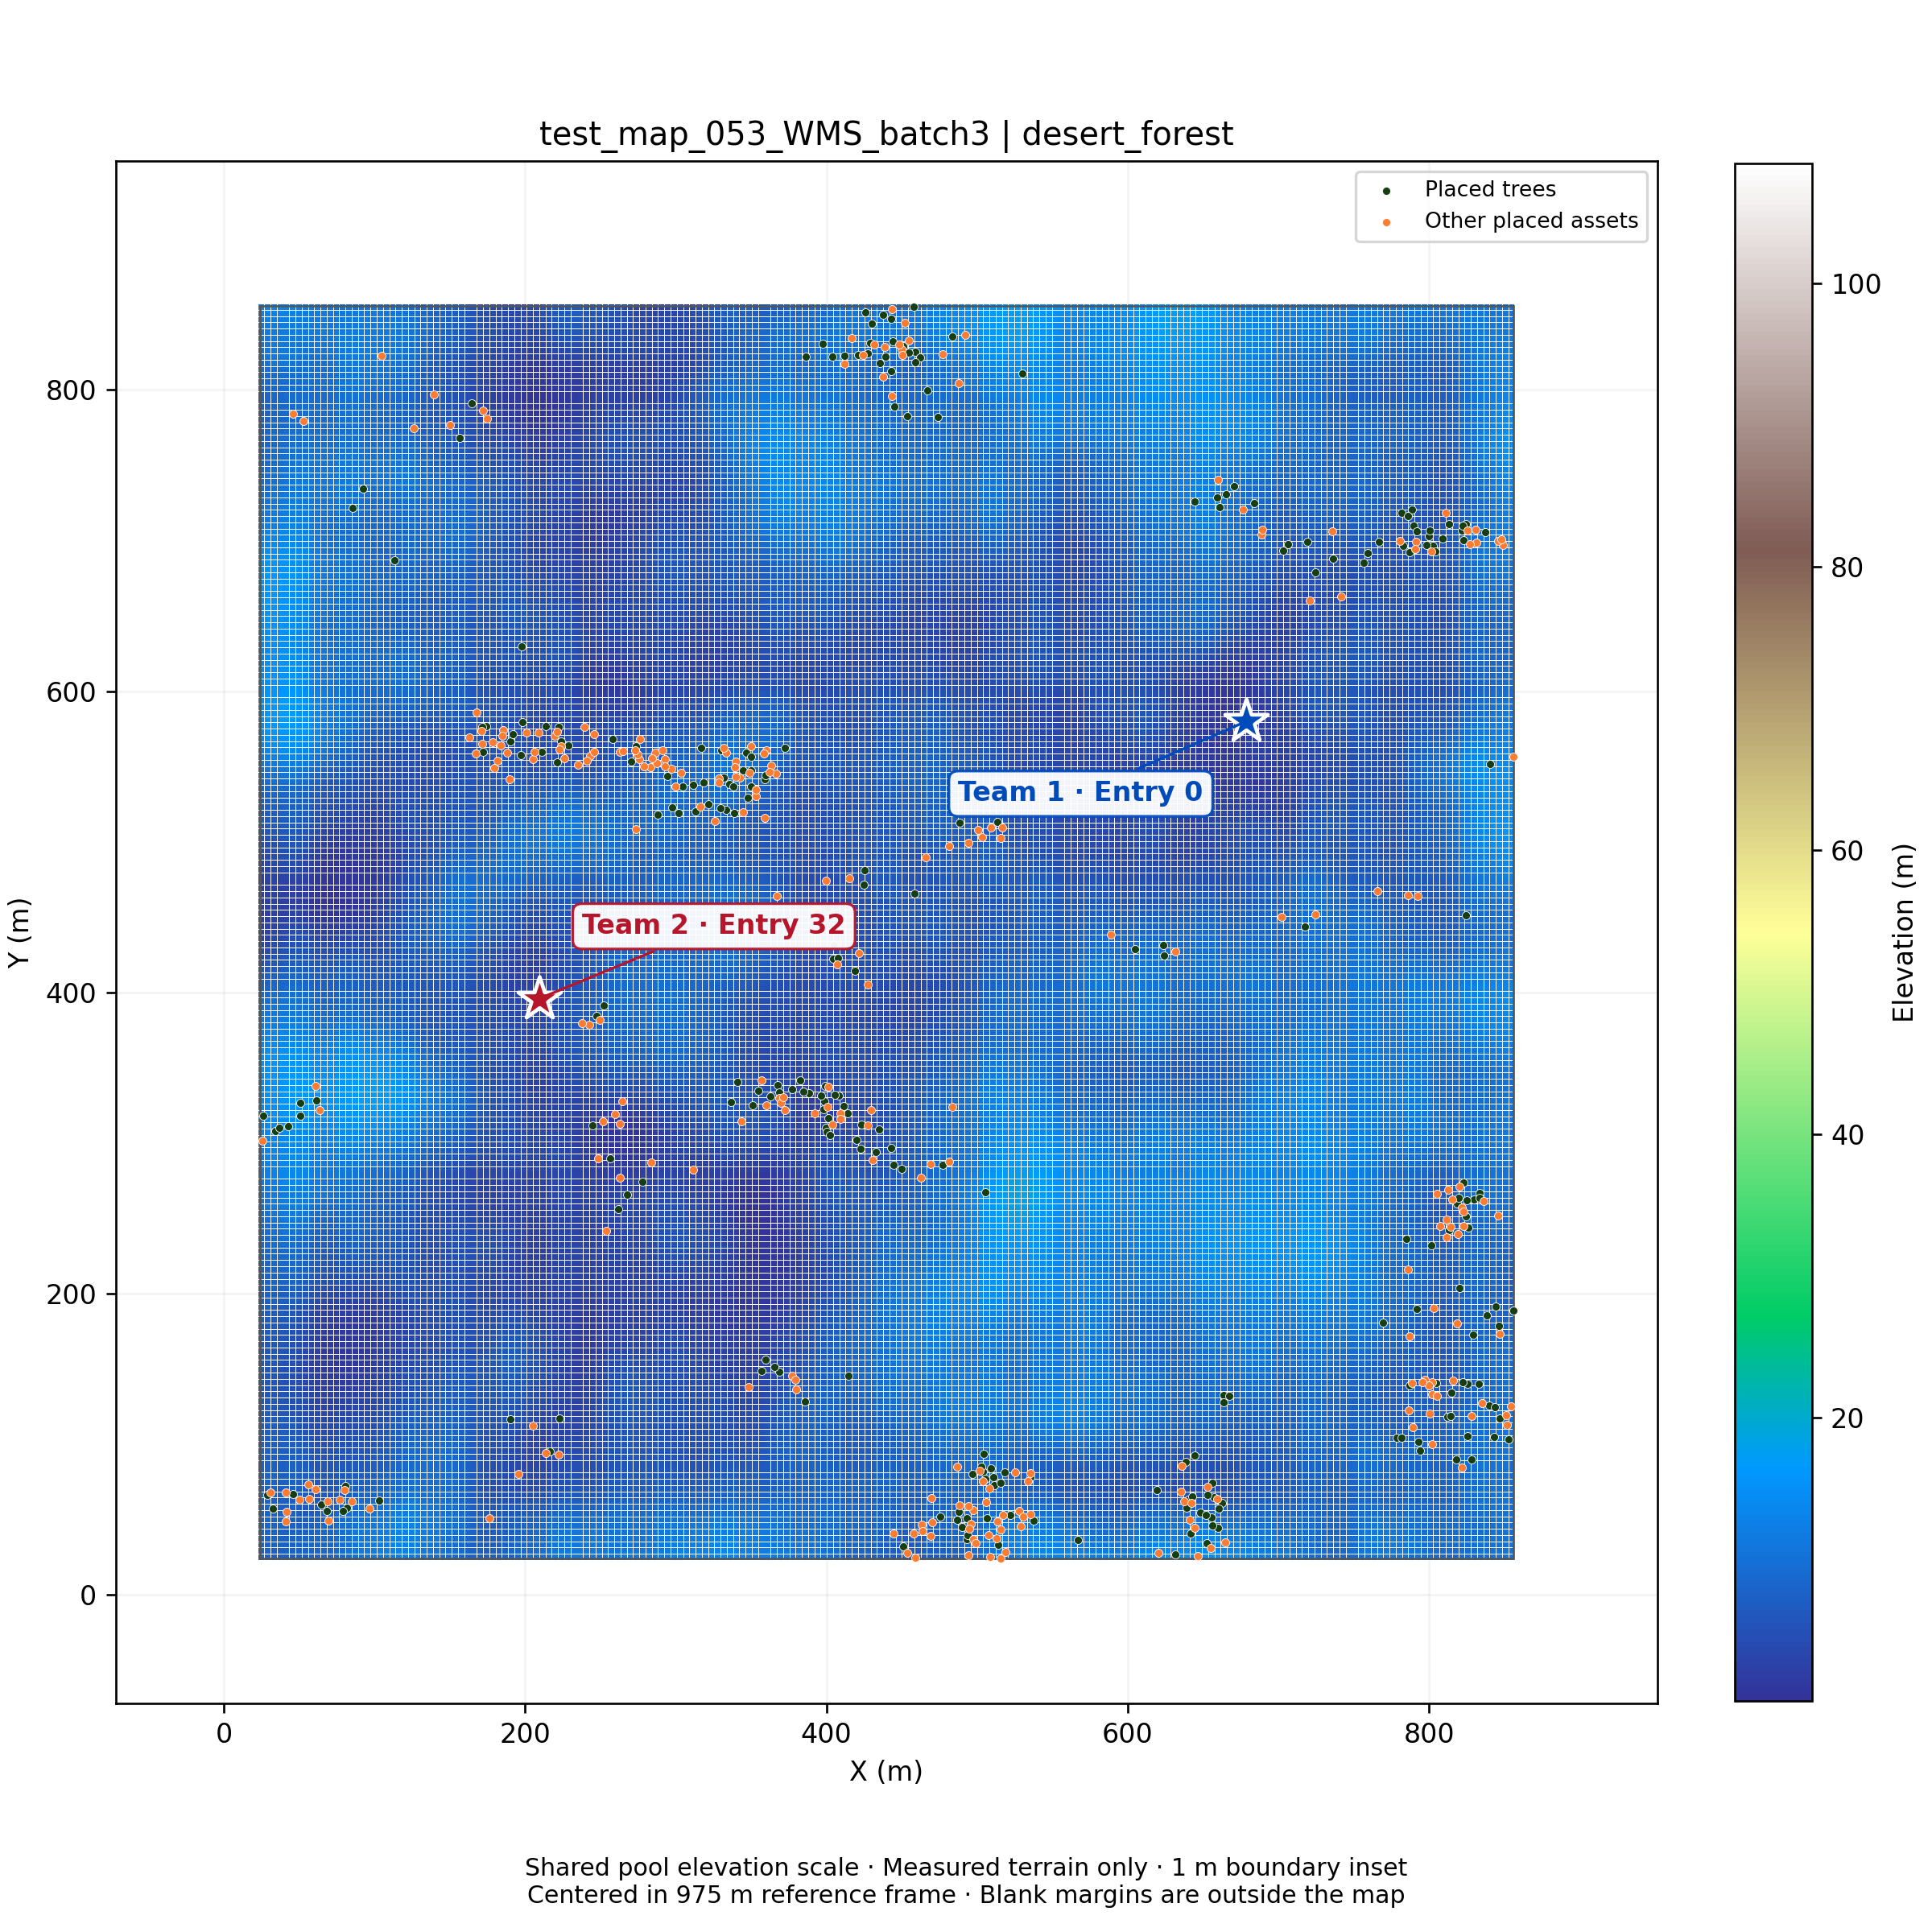 test_map_053_WMS_batch3 | desert_forest
Placed trees
Other placed assets
100
80
60
40
20
Elevation (m)
800
600
400
200
0
Y (m)
Team 1 · Entry 0
Team 2 · Entry 32
0
200
400
600
800
X (m)
Shared pool elevation scale · Measured terrain only · 1 m boundary inset
Centered in 975 m reference frame · Blank margins are outside the map